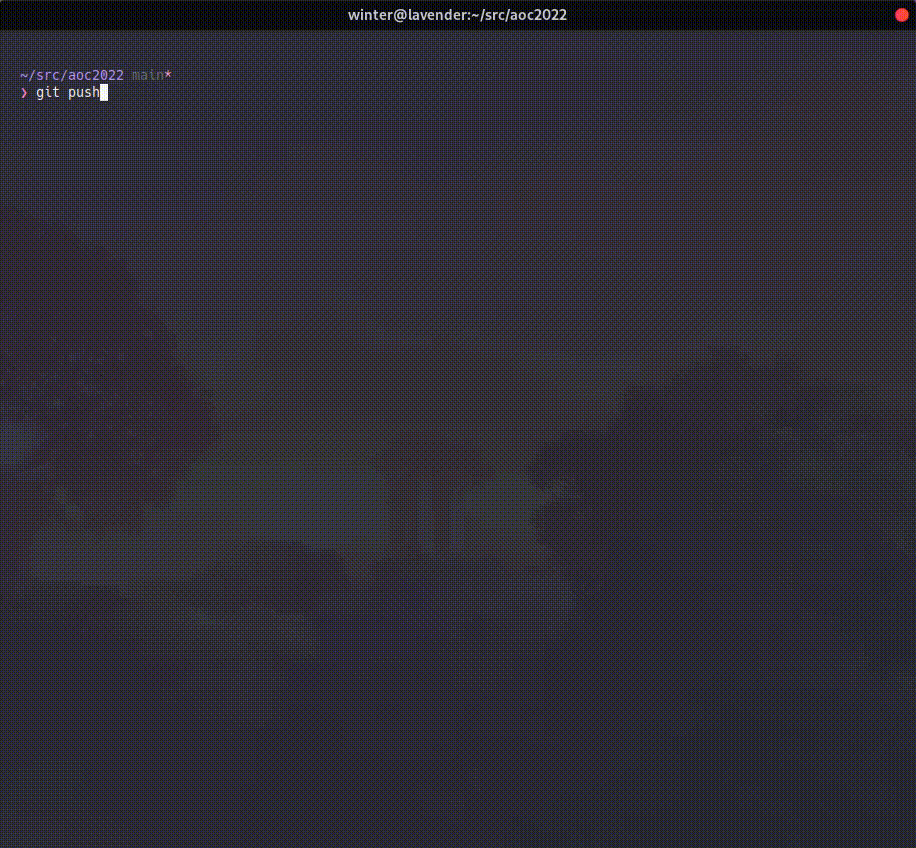 winter@lavender:~/src/aoc2022
~/src/aoc2022 main*
❯ git push